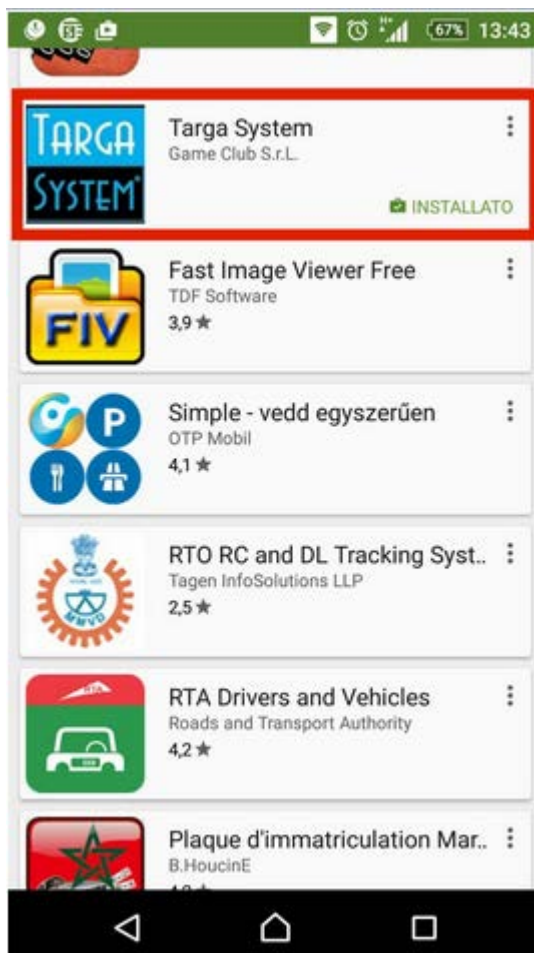 67% 13:43
TARGA
SYSTEM
Targa System
Game Club S.r.L.
INSTALLATO
FIV
Fast Image Viewer Free
TDF Software
3,9 ★
P
Simple - vedd egyszerűen
OTP Mobil
4,1 ★
MMVD
RTO RC and DL Tracking Syst..
Tagen InfoSolutions LLP
2,5 ★
RTA
RTA Drivers and Vehicles
Roads and Transport Authority
4,2 ★
Plaque d'immatriculation Mar..
B.HoucinE